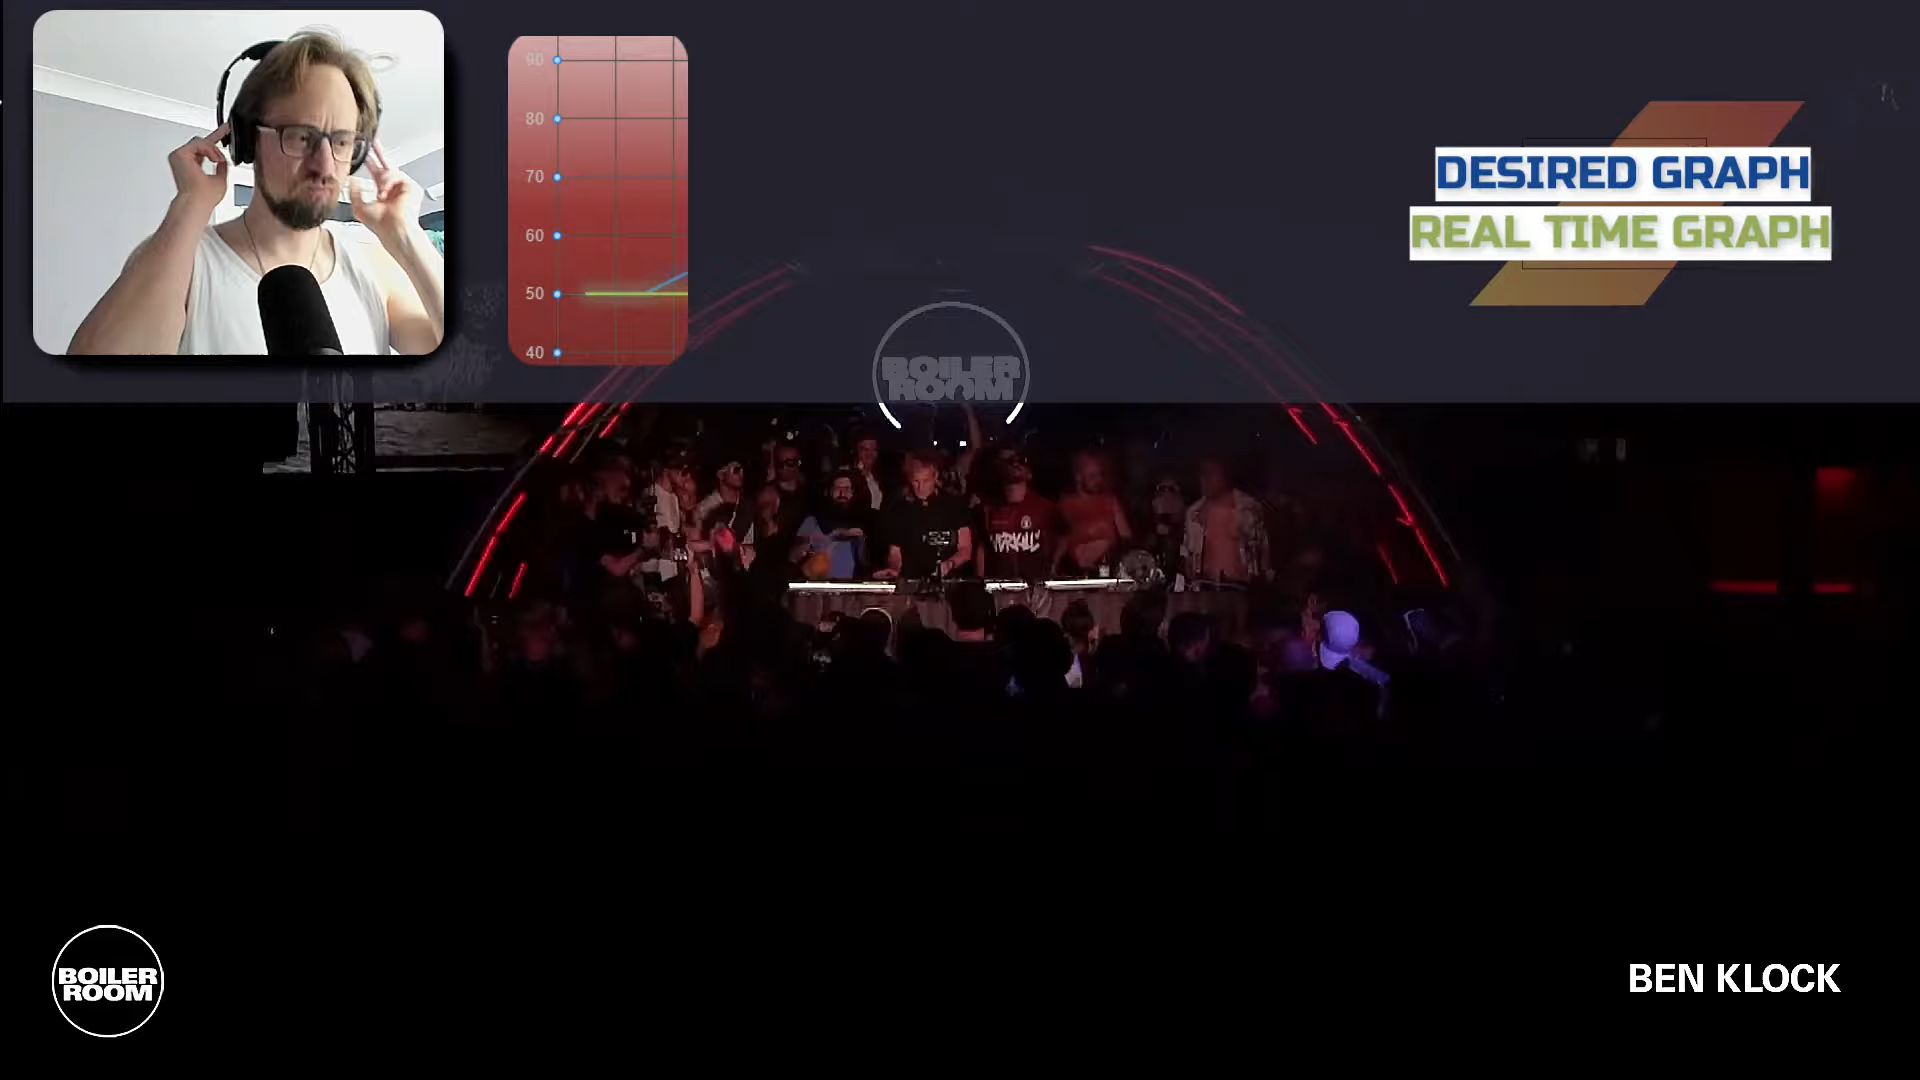 90
80
70
60
50
40
DESIRED GRAPH
REAL TIME GRAPH
BOILER
ROOM
BOILER
ROOM
BEN KLOCK